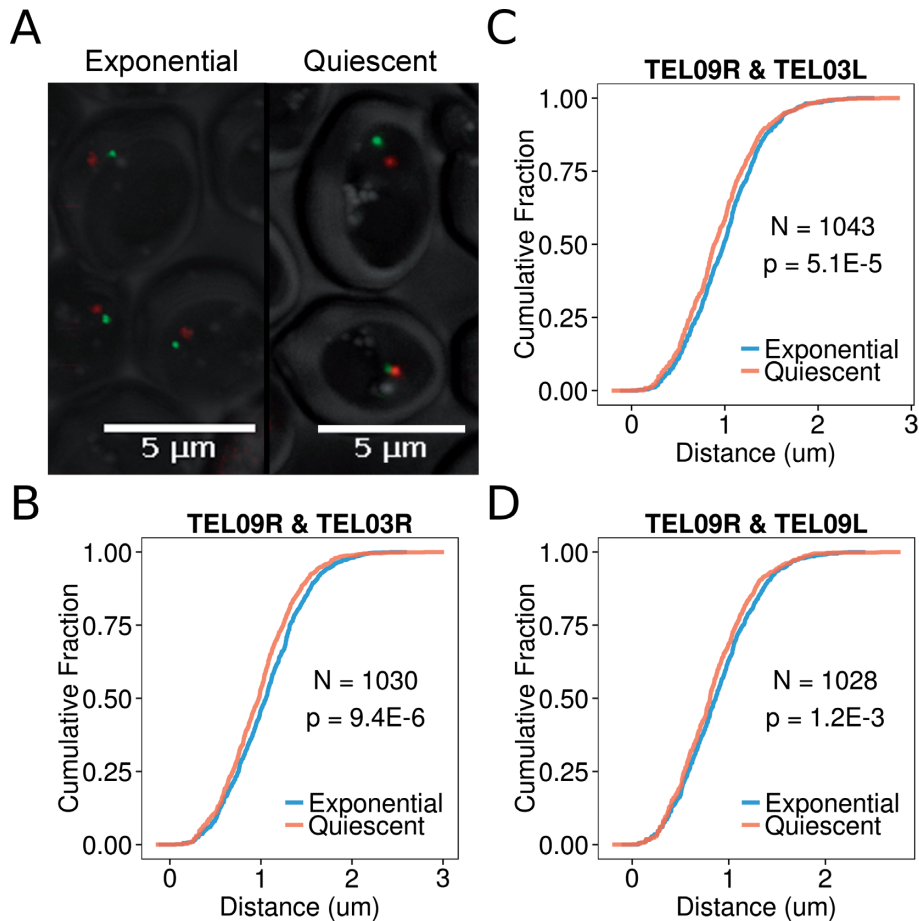 A
Exponential
Quiescent
5 µm
5 µm
B
TEL09R & TEL03R
Cumulative Fraction
1.00
0.75
0.50
0.25
0.00
N = 1030
p = 9.4E-6
Exponential
Quiescent
0 1 2 3
Distance (um)
C
TEL09R & TEL03L
Cumulative Fraction
1.00
0.75
0.50
0.25
0.00
N = 1043
p = 5.1E-5
Exponential
Quiescent
0 1 2 3
Distance (um)
D
TEL09R & TEL09L
Cumulative Fraction
1.00
0.75
0.50
0.25
0.00
N = 1028
p = 1.2E-3
Exponential
Quiescent
0 1 2
Distance (um)